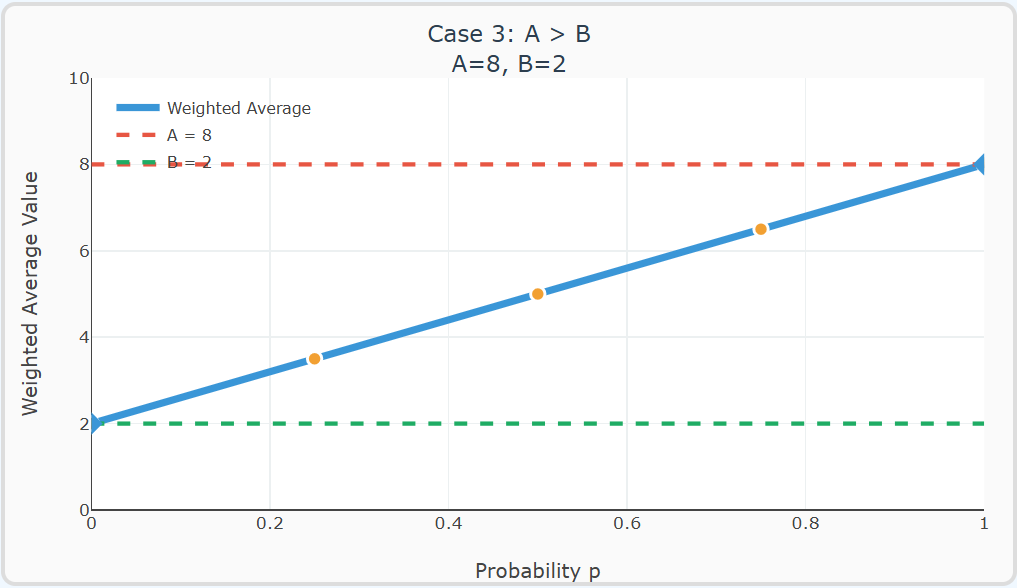 Case 3: A > B
A=8, B=2
Weighted Average
A = 8
B = 2
Weighted Average Value
10
8
6
4
2
0
0
0.2
0.4
0.6
0.8
1
Probability p